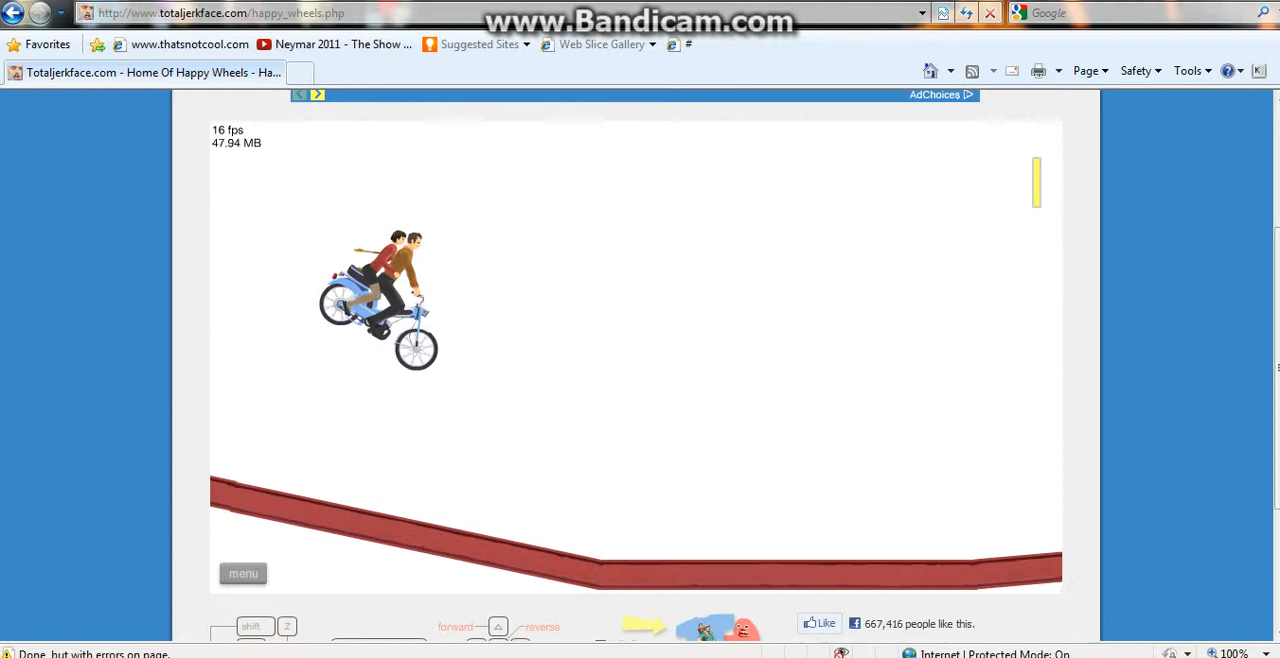 http://www.totaljerkface.com/happy_wheels.php
www.Bandicam.com
Google
Favorites
www.thatsnotcool.com
Neymar 2011 - The Show ...
Suggested Sites
Web Slice Gallery
#
Totaljerkface.com - Home Of Happy Wheels - Ha...
Page
Safety
Tools
AdChoices
16 fps
47.94 MB
menu
shift
Z
forward
reverse
Like
667,416 people like this.
Done, but with errors on page.
Internet | Protected Mode: On
100%